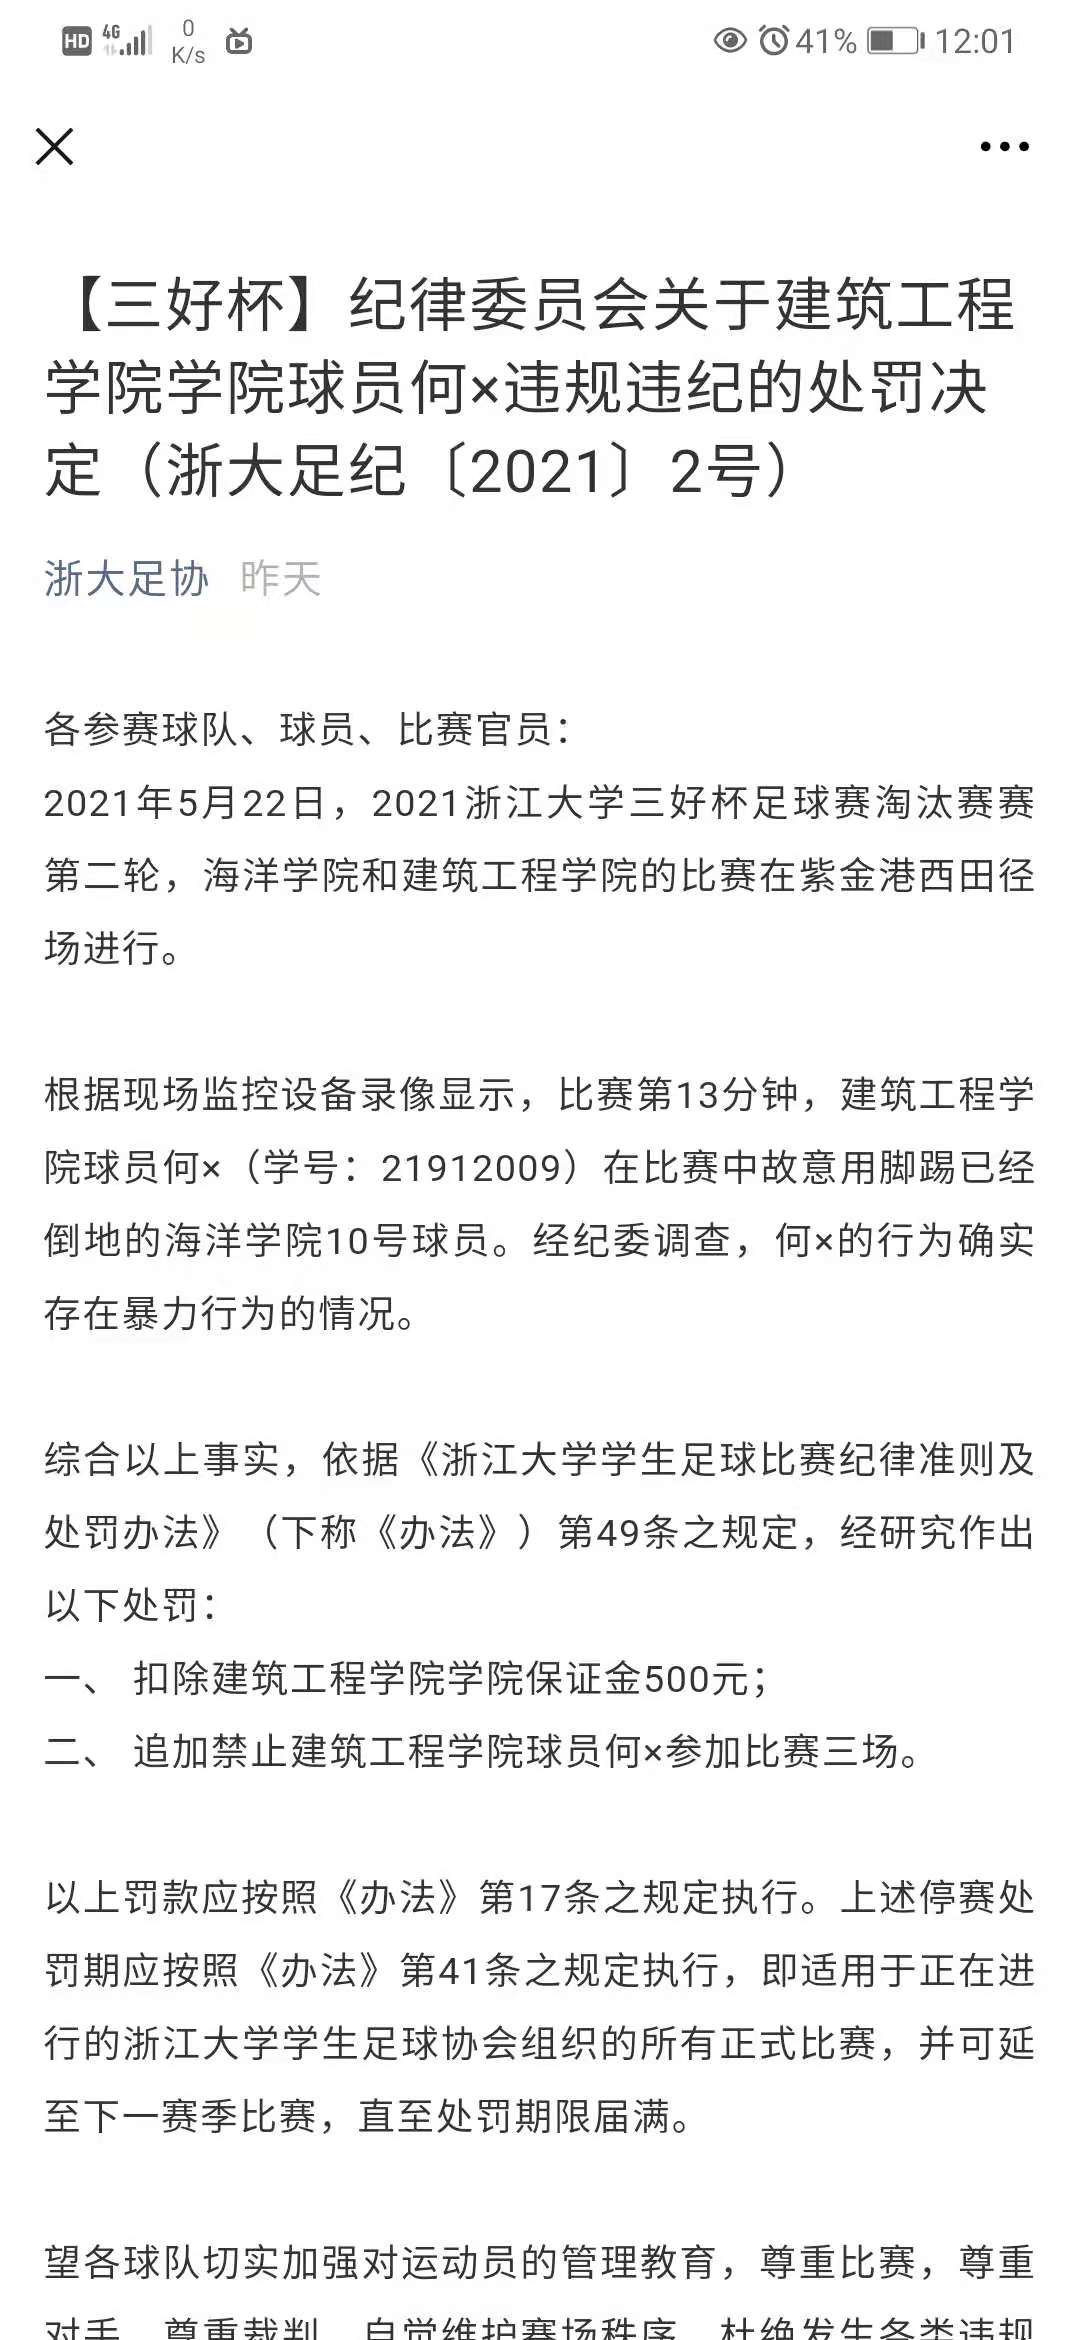 HD 4G 0 K/s 41% 12:01
【三好杯】纪律委员会关于建筑工程
学院学院球员何×违规违纪的处罚决
定（浙大足纪〔2021〕2号）
浙大足协 昨天
各参赛球队、球员、比赛官员：
2021年5月22日，2021浙江大学三好杯足球赛淘汰赛赛
第二轮，海洋学院和建筑工程学院的比赛在紫金港西田径
场进行。
根据现场监控设备录像显示，比赛第13分钟，建筑工程学
院球员何×（学号：21912009）在比赛中故意用脚踢已经
倒地的海洋学院10号球员。经纪委调查，何×的行为确实
存在暴力行为的情况。
综合以上事实，依据《浙江大学学生足球比赛纪律准则及
处罚办法》（下称《办法》）第49条之规定，经研究作出
以下处罚：
一、 扣除建筑工程学院学院保证金500元；
二、 追加禁止建筑工程学院球员何×参加比赛三场。
以上罚款应按照《办法》第17条之规定执行。上述停赛处
罚期应按照《办法》第41条之规定执行，即适用于正在进
行的浙江大学学生足球协会组织的所有正式比赛，并可延
至下一赛季比赛，直至处罚期限届满。
望各球队切实加强对运动员的管理教育，尊重比赛，尊重
对手，尊重裁判，自觉维护赛场秩序，杜绝发生各类违规